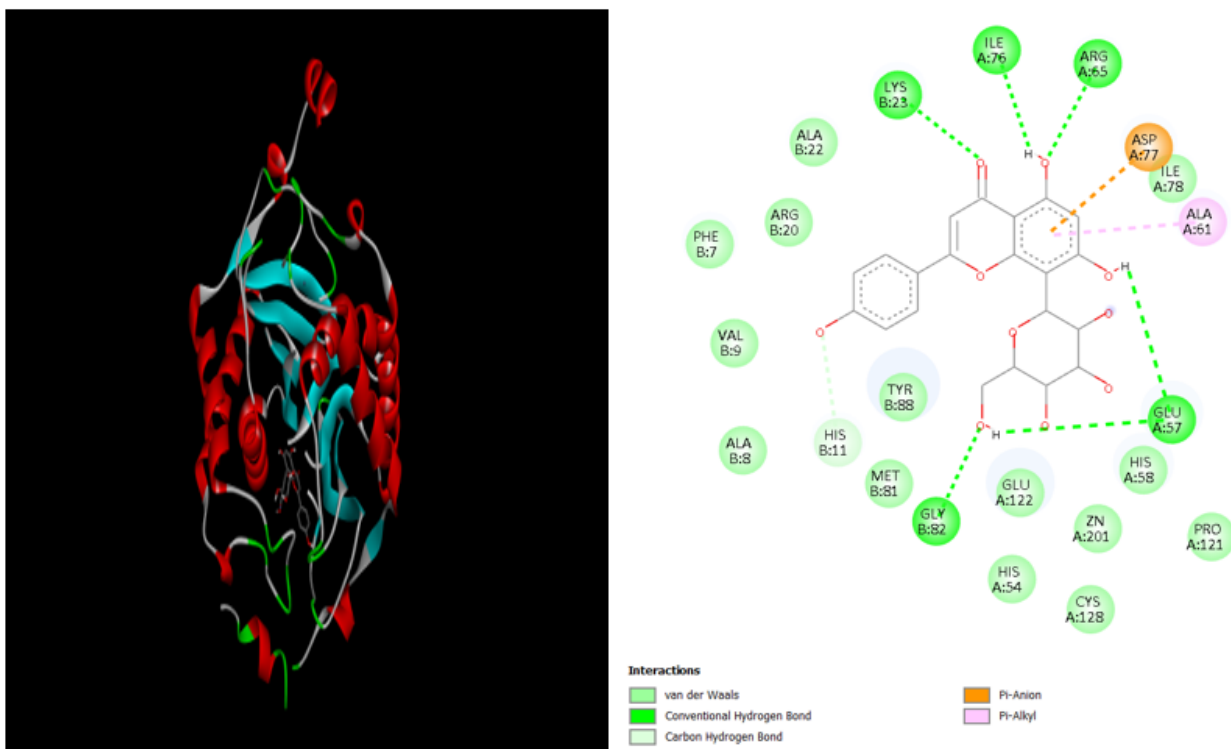 ILE
A:76
ARG
A:65
LYS
B:23
ALA
B:22
ASP
A:77
ILE
A:78
ARG
B:20
ALA
A:61
PHE
B:7
O
H
O
O
O
H
VAL
B:9
O
O
O
TYR
B:88
O
GLU
A:57
ALA
B:8
HIS
B:11
O
H
O
HIS
A:58
MET
B:81
GLU
A:122
GLY
B:82
ZN
A:201
PRO
A:121
HIS
A:54
CYS
A:128
Interactions
van der Waals
Conventional Hydrogen Bond
Carbon Hydrogen Bond
Pi-Anion
Pi-Alkyl